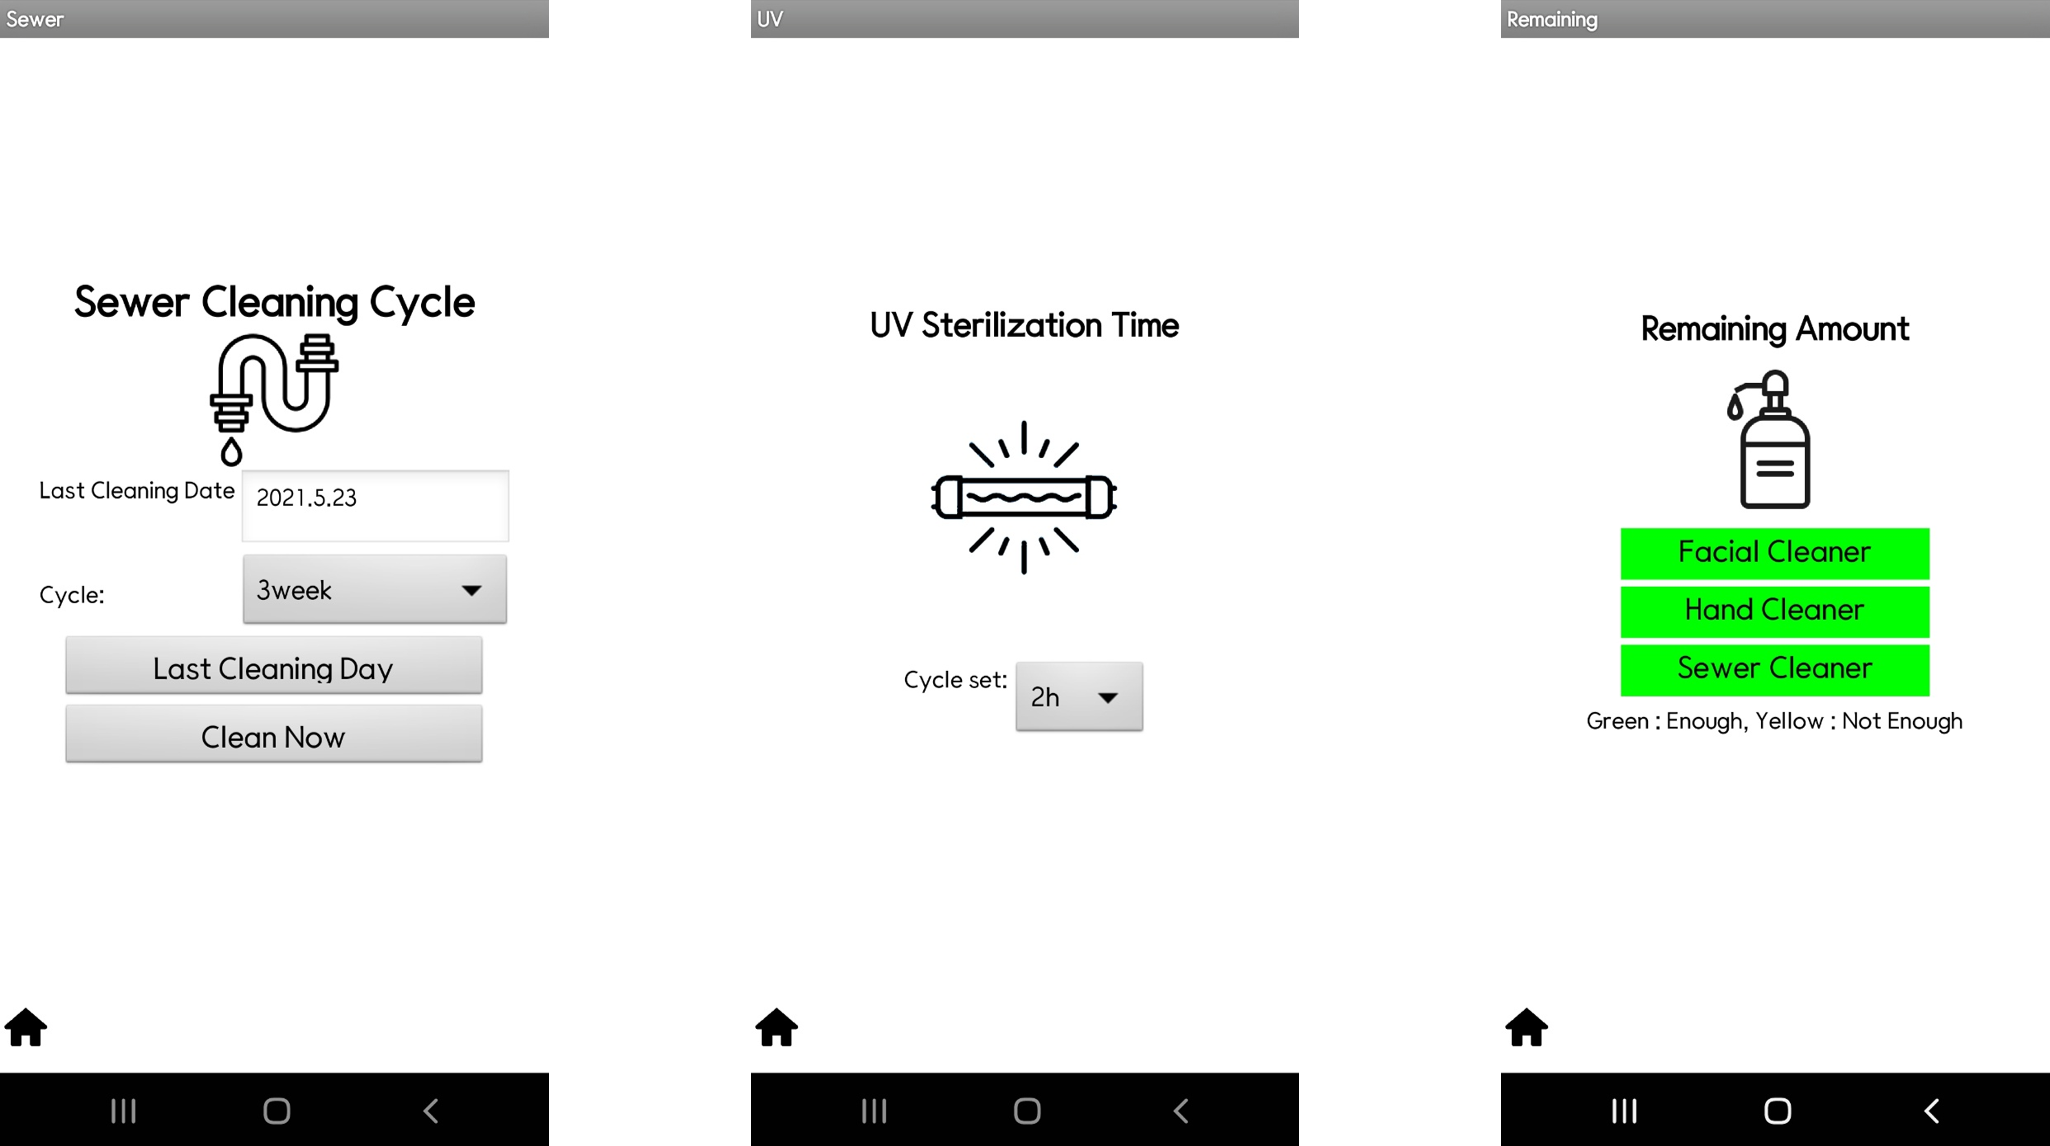 Sewer
Sewer Cleaning Cycle
Last Cleaning Date
2021.5.23
Cycle:
3week
Last Cleaning Day
Clean Now
UV
UV Sterilization Time
Cycle set:
2h
Remaining
Remaining Amount
Facial Cleaner
Hand Cleaner
Sewer Cleaner
Green : Enough, Yellow : Not Enough